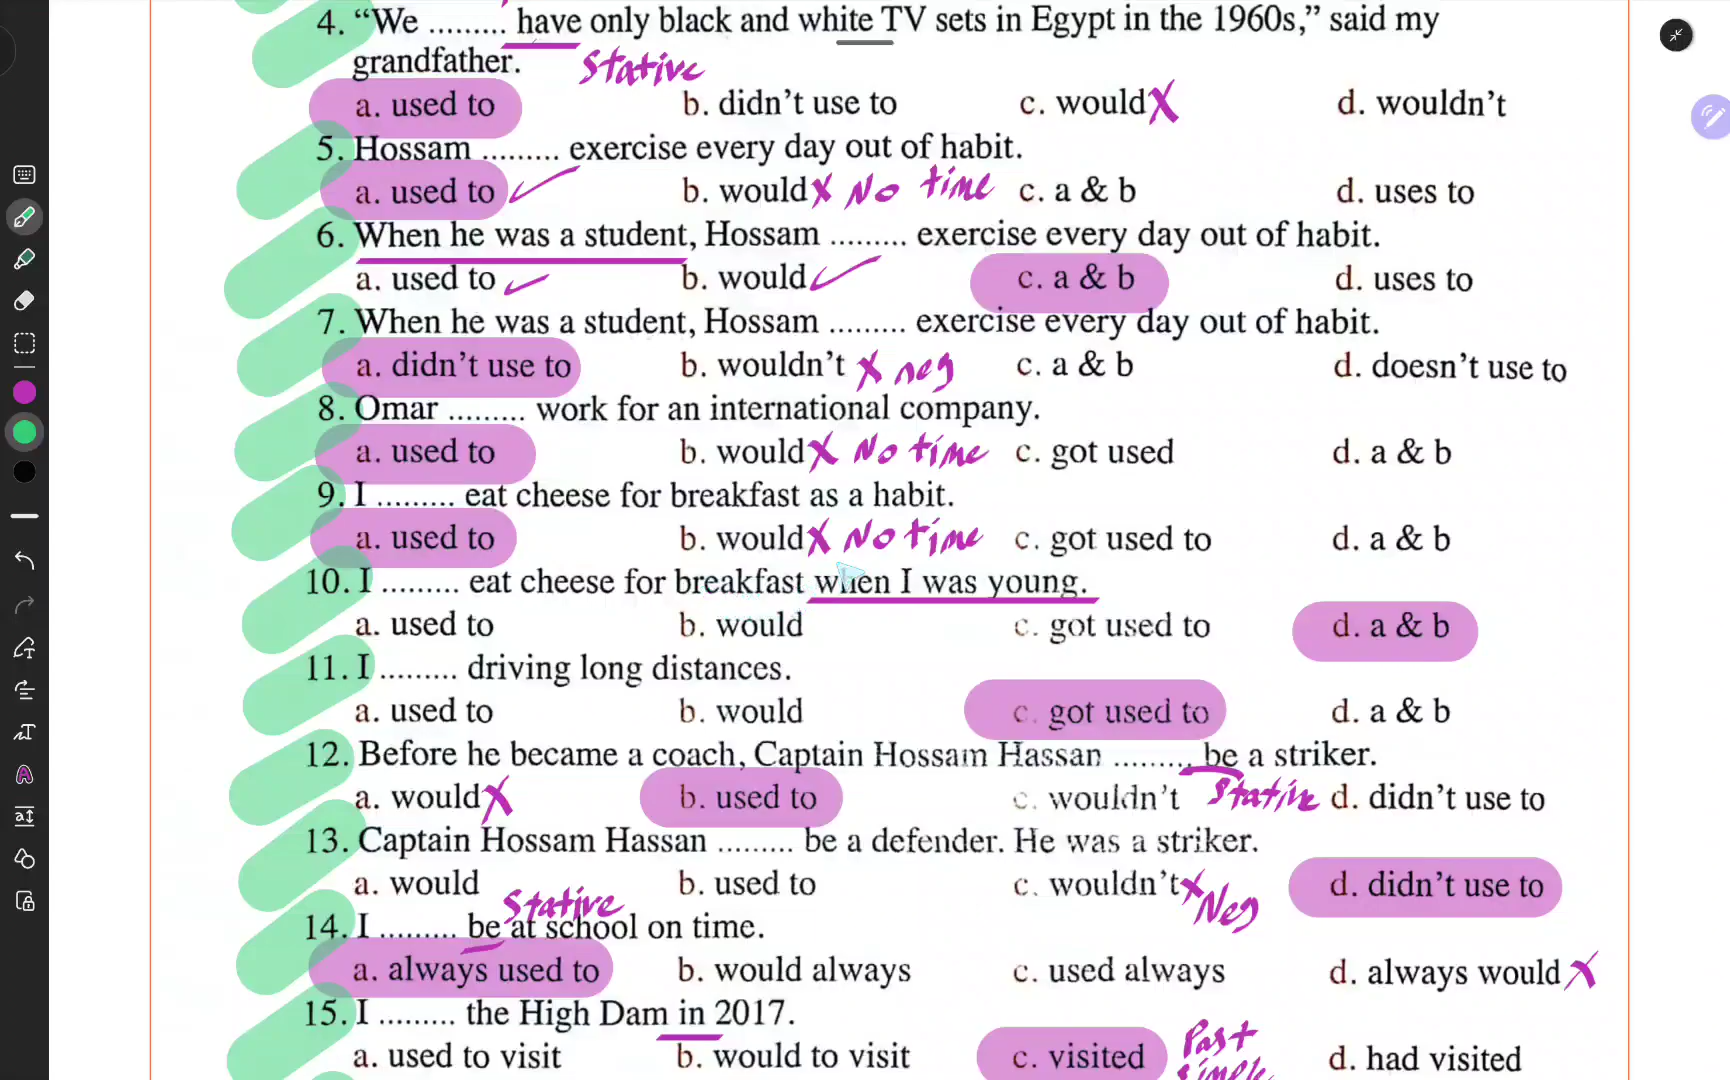 4. “We ......... have only black and white TV sets in Egypt in the 1960s,” said my
grandfather. Stative
a. used to b. didn’t use to c. would X d. wouldn’t
5. Hossam ......... exercise every day out of habit.
a. used to b. would X No time c. a & b d. uses to
6. When he was a student, Hossam ......... exercise every day out of habit.
a. used to b. would c. a & b d. uses to
7. When he was a student, Hossam ......... exercise every day out of habit.
a. didn’t use to b. wouldn’t X neg c. a & b d. doesn’t use to
8. Omar ......... work for an international company.
a. used to b. would X No time c. got used d. a & b
9. I ......... eat cheese for breakfast as a habit.
a. used to b. would X No time c. got used to d. a & b
10. I ......... eat cheese for breakfast when I was young.
a. used to b. would c. got used to d. a & b
11. I ......... driving long distances.
a. used to b. would c. got used to d. a & b
12. Before he became a coach, Captain Hossam Hassan ......... be a striker.
a. would X b. used to c. wouldn’t Stative d. didn’t use to
13. Captain Hossam Hassan ......... be a defender. He was a striker.
a. would b. used to c. wouldn’t X Neg d. didn’t use to
Stative
14. I ......... be at school on time.
a. always used to b. would always c. used always d. always would X
15. I ......... the High Dam in 2017.
a. used to visit b. would to visit c. visited Past simple d. had visited